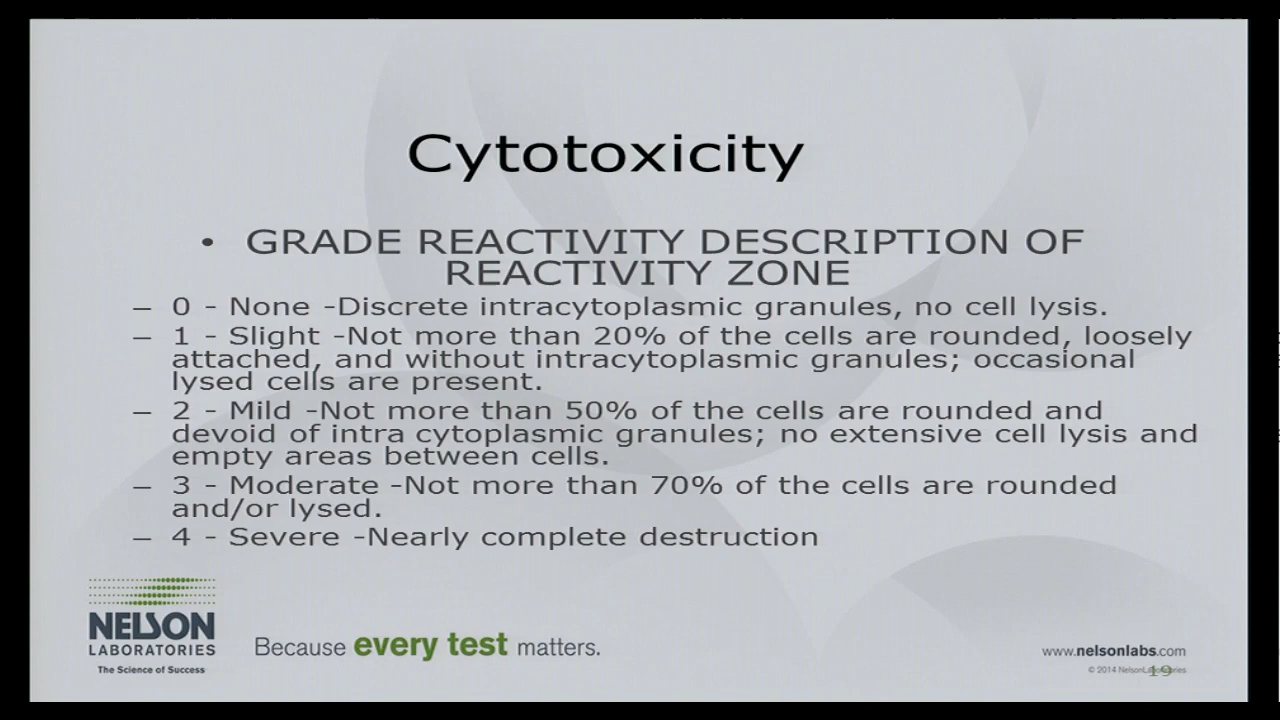 Cytotoxicity
• GRADE REACTIVITY DESCRIPTION OF
REACTIVITY ZONE
– 0 - None -Discrete intracytoplasmic granules, no cell lysis.
– 1 - Slight -Not more than 20% of the cells are rounded, loosely
attached, and without intracytoplasmic granules; occasional
lysed cells are present.
– 2 - Mild -Not more than 50% of the cells are rounded and
devoid of intra cytoplasmic granules; no extensive cell lysis and
empty areas between cells.
– 3 - Moderate -Not more than 70% of the cells are rounded
and/or lysed.
– 4 - Severe -Nearly complete destruction
NELSON
LABORATORIES
The Science of Success
Because every test matters.
www.nelsonlabs.com
© 2014 NelsonLaboratories
19